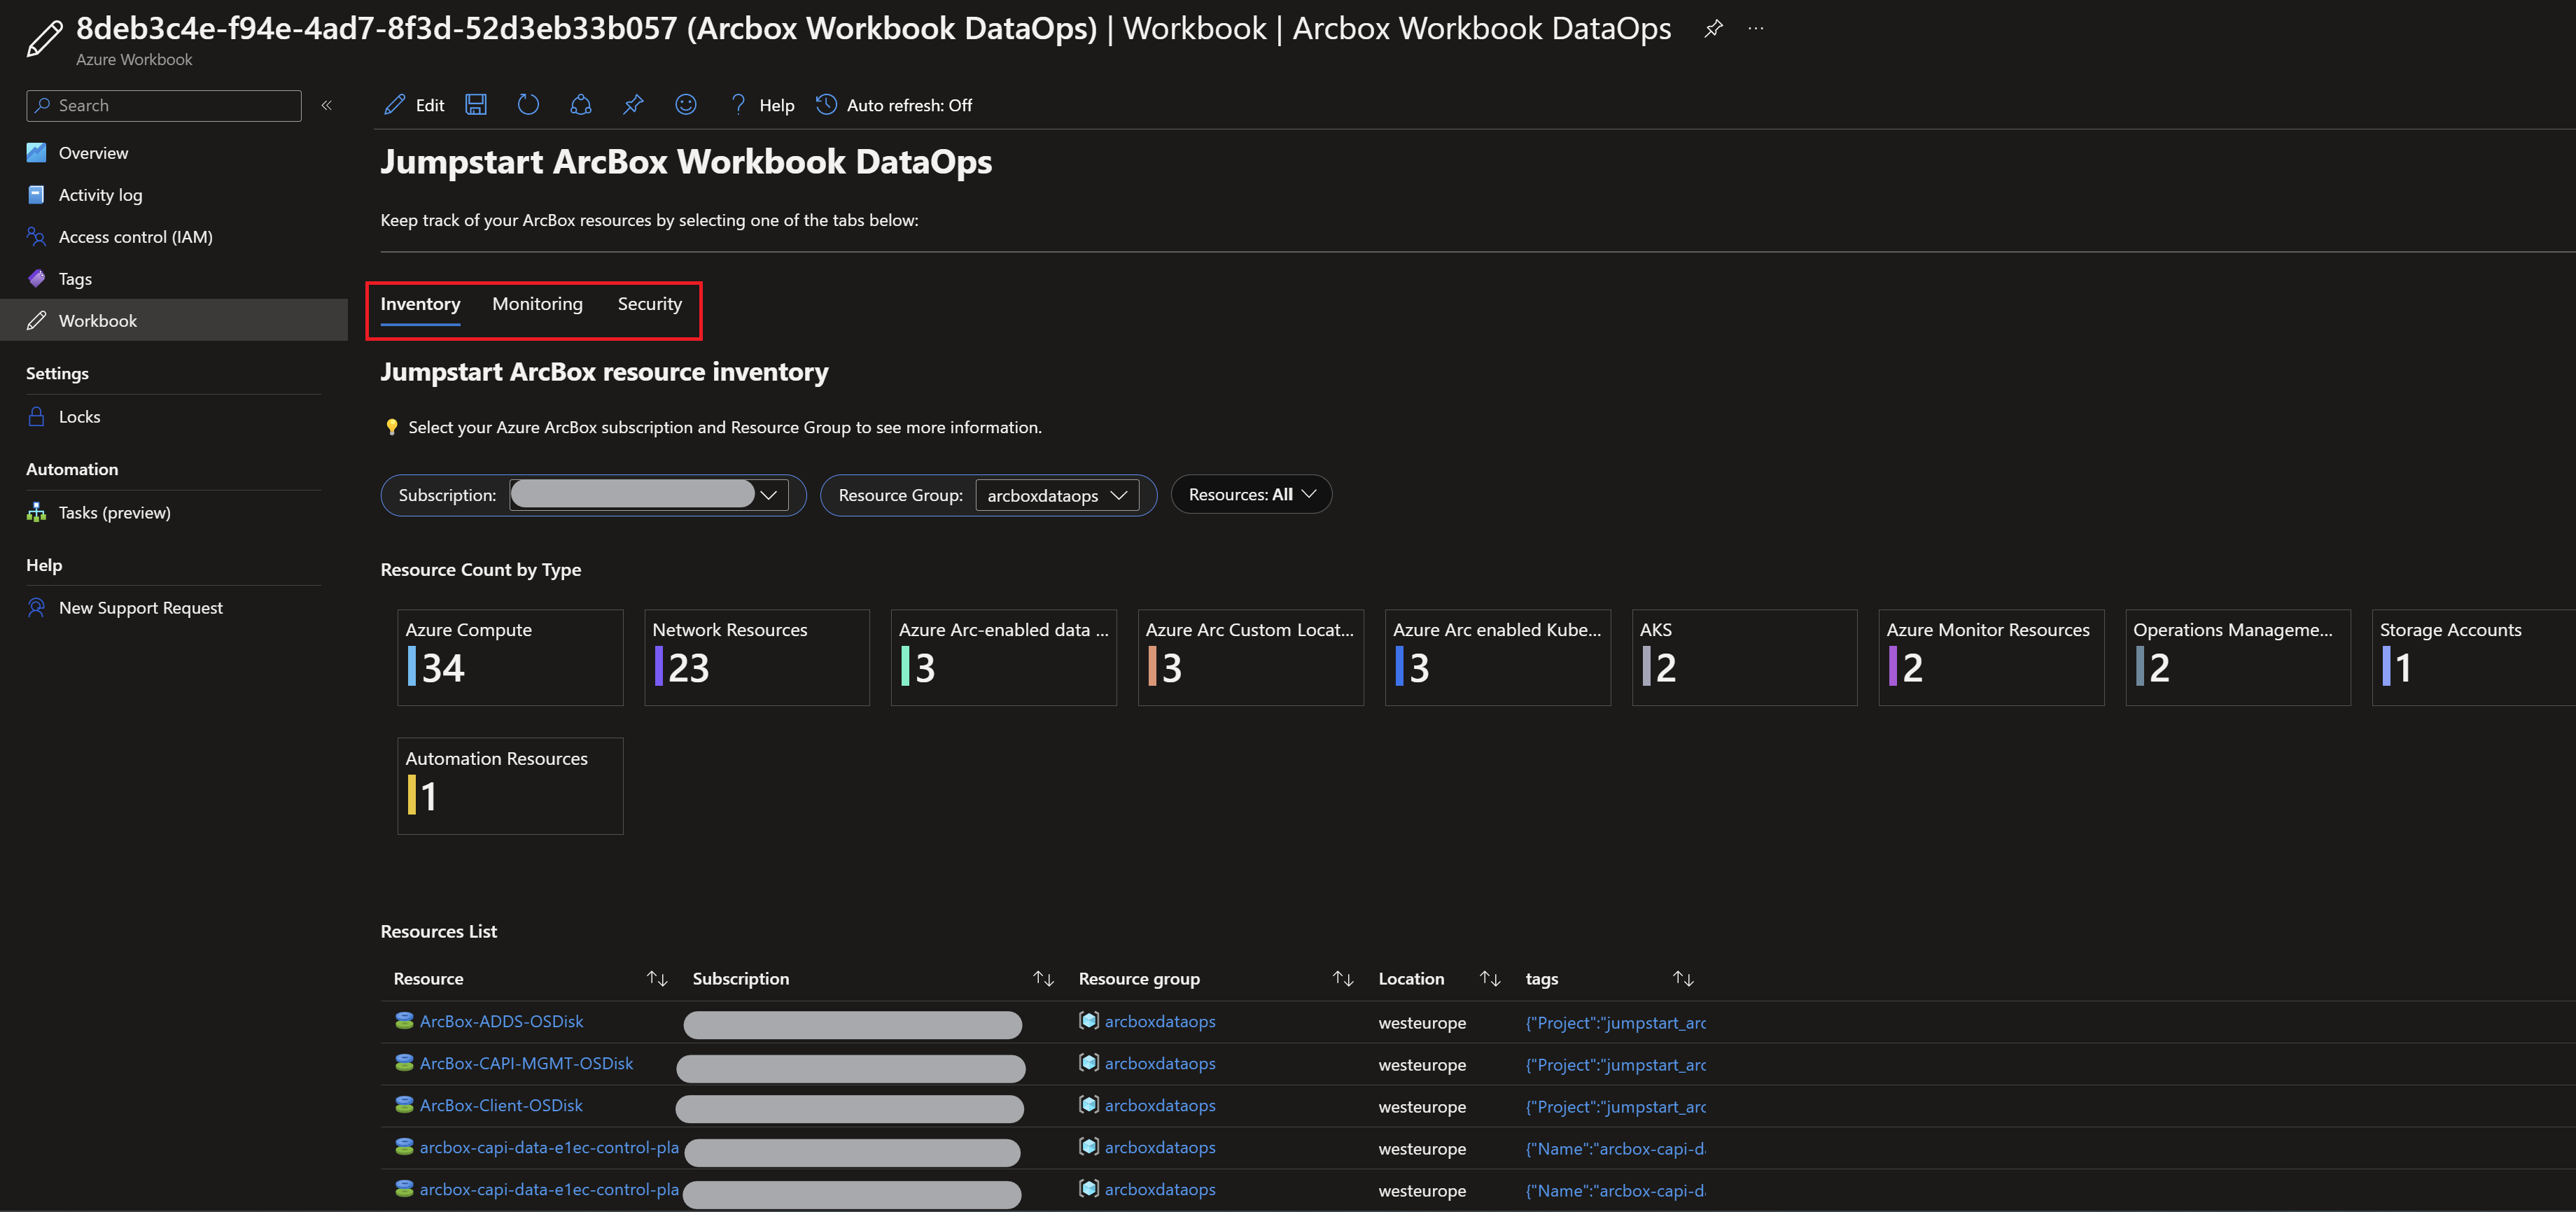 8deb3c4e-f94e-4ad7-8f3d-52d3eb33b057 (Arcbox Workbook DataOps) | Workbook | Arcbox Workbook DataOps
Azure Workbook
Search
Overview
Activity log
Access control (IAM)
Tags
Workbook
Settings
Locks
Automation
Tasks (preview)
Help
New Support Request
Edit Help Auto refresh: Off
Jumpstart ArcBox Workbook DataOps
Keep track of your ArcBox resources by selecting one of the tabs below:
Inventory Monitoring Security
Jumpstart ArcBox resource inventory
Select your Azure ArcBox subscription and Resource Group to see more information.
Subscription: Resource Group: arcboxdataops Resources: All
Resource Count by Type
Azure Compute
34
Network Resources
23
Azure Arc-enabled data ...
3
Azure Arc Custom Locat...
3
Azure Arc enabled Kube...
3
AKS
2
Azure Monitor Resources
2
Operations Manageme...
2
Storage Accounts
1
Automation Resources
1
Resources List
Resource Subscription Resource group Location tags
ArcBox-ADDS-OSDisk arcboxdataops westeurope {"Project":"jumpstart_arc
ArcBox-CAPI-MGMT-OSDisk arcboxdataops westeurope {"Project":"jumpstart_arc
ArcBox-Client-OSDisk arcboxdataops westeurope {"Project":"jumpstart_arc
arcbox-capi-data-e1ec-control-pla arcboxdataops westeurope {"Name":"arcbox-capi-d
arcbox-capi-data-e1ec-control-pla arcboxdataops westeurope {"Name":"arcbox-capi-d